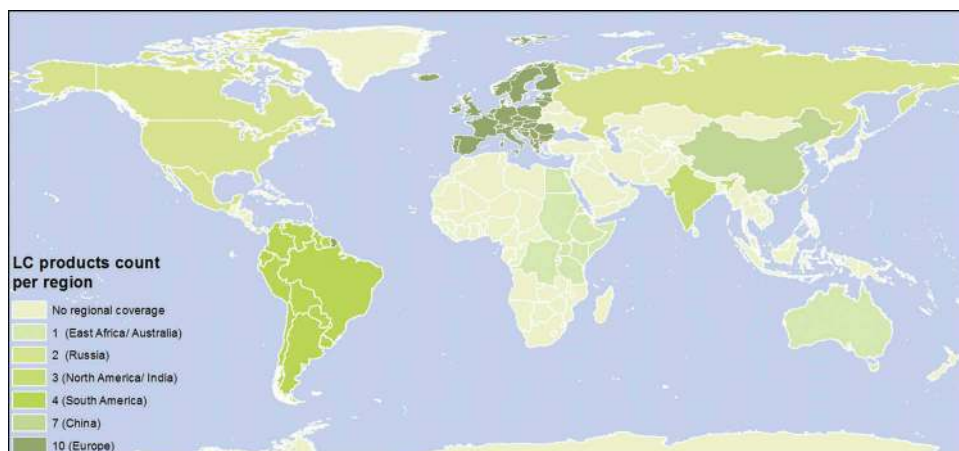 LC products count
per region
No regional coverage
1 (East Africa/ Australia)
2 (Russia)
3 (North America/ India)
4 (South America)
7 (China)
10 (Europe)